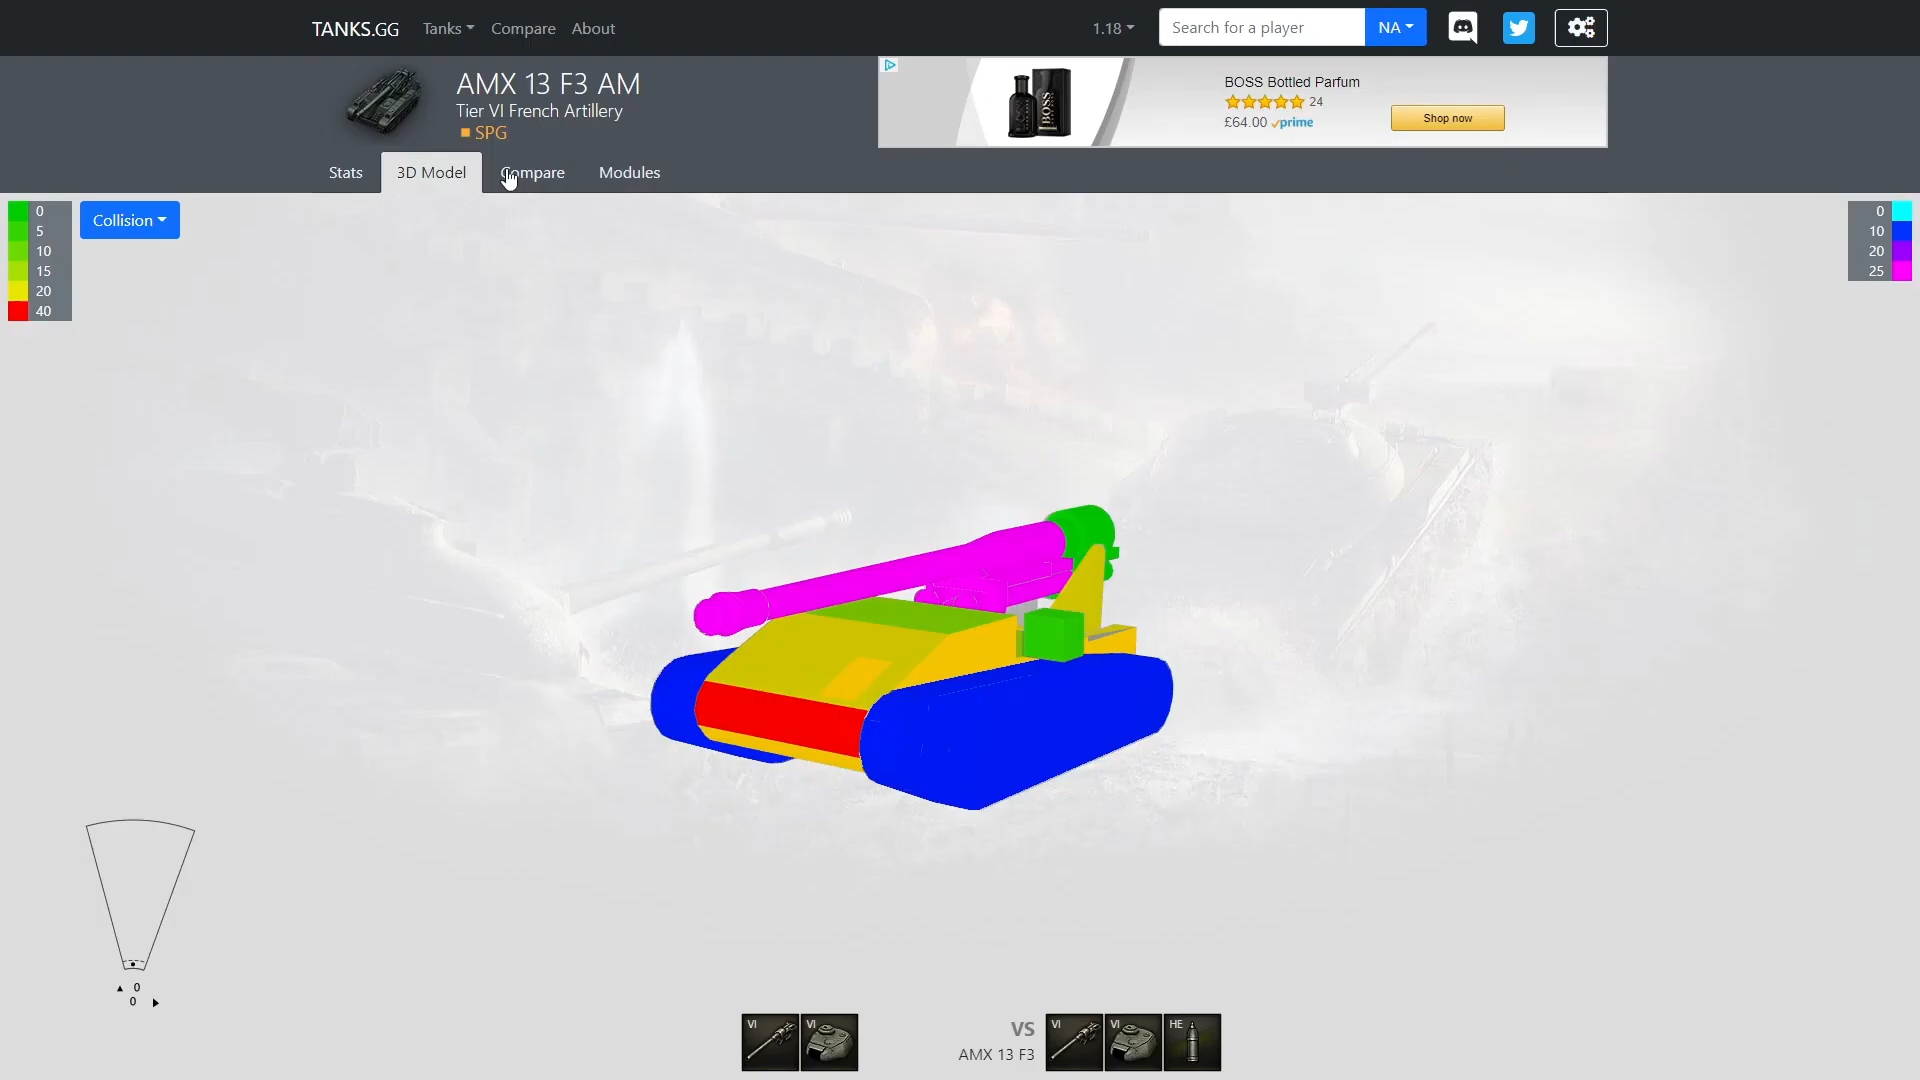 TANKS.GG Tanks Compare About 1.18 Search for a player NA
AMX 13 F3 AM
Tier VI French Artillery
SPG
BOSS
BOSS Bottled Parfum
24
£64.00 prime
Shop now
Stats 3D Model Compare Modules
0
5
10
15
20
40
Collision
0
10
20
25
0
0
VI VI
VS
AMX 13 F3
VI VI HE